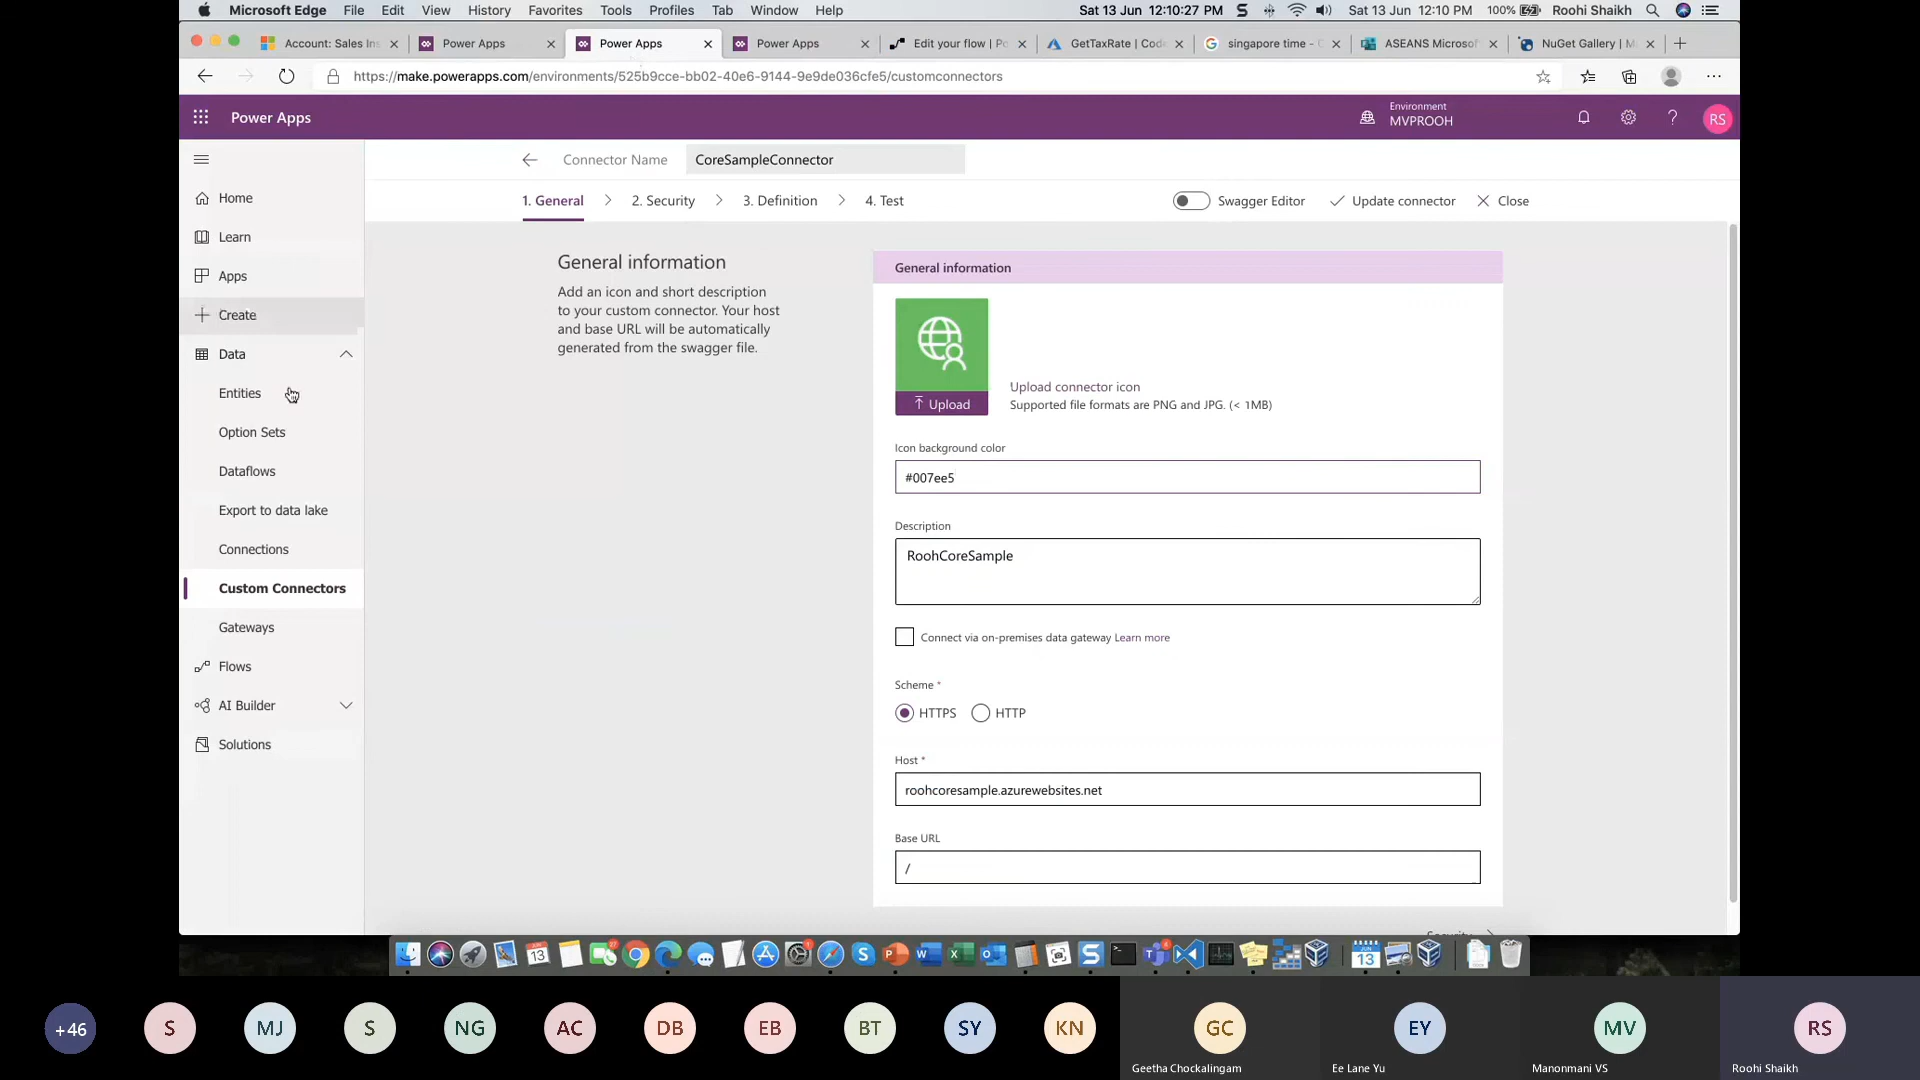 Microsoft Edge File Edit View History Favorites Tools Profiles Tab Window Help Sat 13 Jun 12:10:27 PM Sat 13 Jun 12:10 PM 100% Roohi Shaikh
Account: Sales Ins Power Apps Power Apps Power Apps Edit your flow | Po GetTaxRate | Code singapore time - G ASEANS Microsof NuGet Gallery | M
https://make.powerapps.com/environments/525b9cce-bb02-40e6-9144-9e9de036cfe5/customconnectors
Power Apps
Environment
MVPROOH
RS
Connector Name CoreSampleConnector
1. General 2. Security 3. Definition 4. Test Swagger Editor Update connector Close
Home
Learn
Apps
Create
Data
Entities
Option Sets
Dataflows
Export to data lake
Connections
Custom Connectors
Gateways
Flows
AI Builder
Solutions
General information
Add an icon and short description
to your custom connector. Your host
and base URL will be automatically
generated from the swagger file.
General information
Upload
Upload connector icon
Supported file formats are PNG and JPG. (< 1MB)
Icon background color
#007ee5
Description
RoohCoreSample
Connect via on-premises data gateway Learn more
Scheme *
HTTPS HTTP
Host *
roohcoresample.azurewebsites.net
Base URL
/
Security
+46 S MJ S NG AC DB EB BT SY KN GC EY MV RS
Geetha Chockalingam Ee Lane Yu Manonmani VS Roohi Shaikh